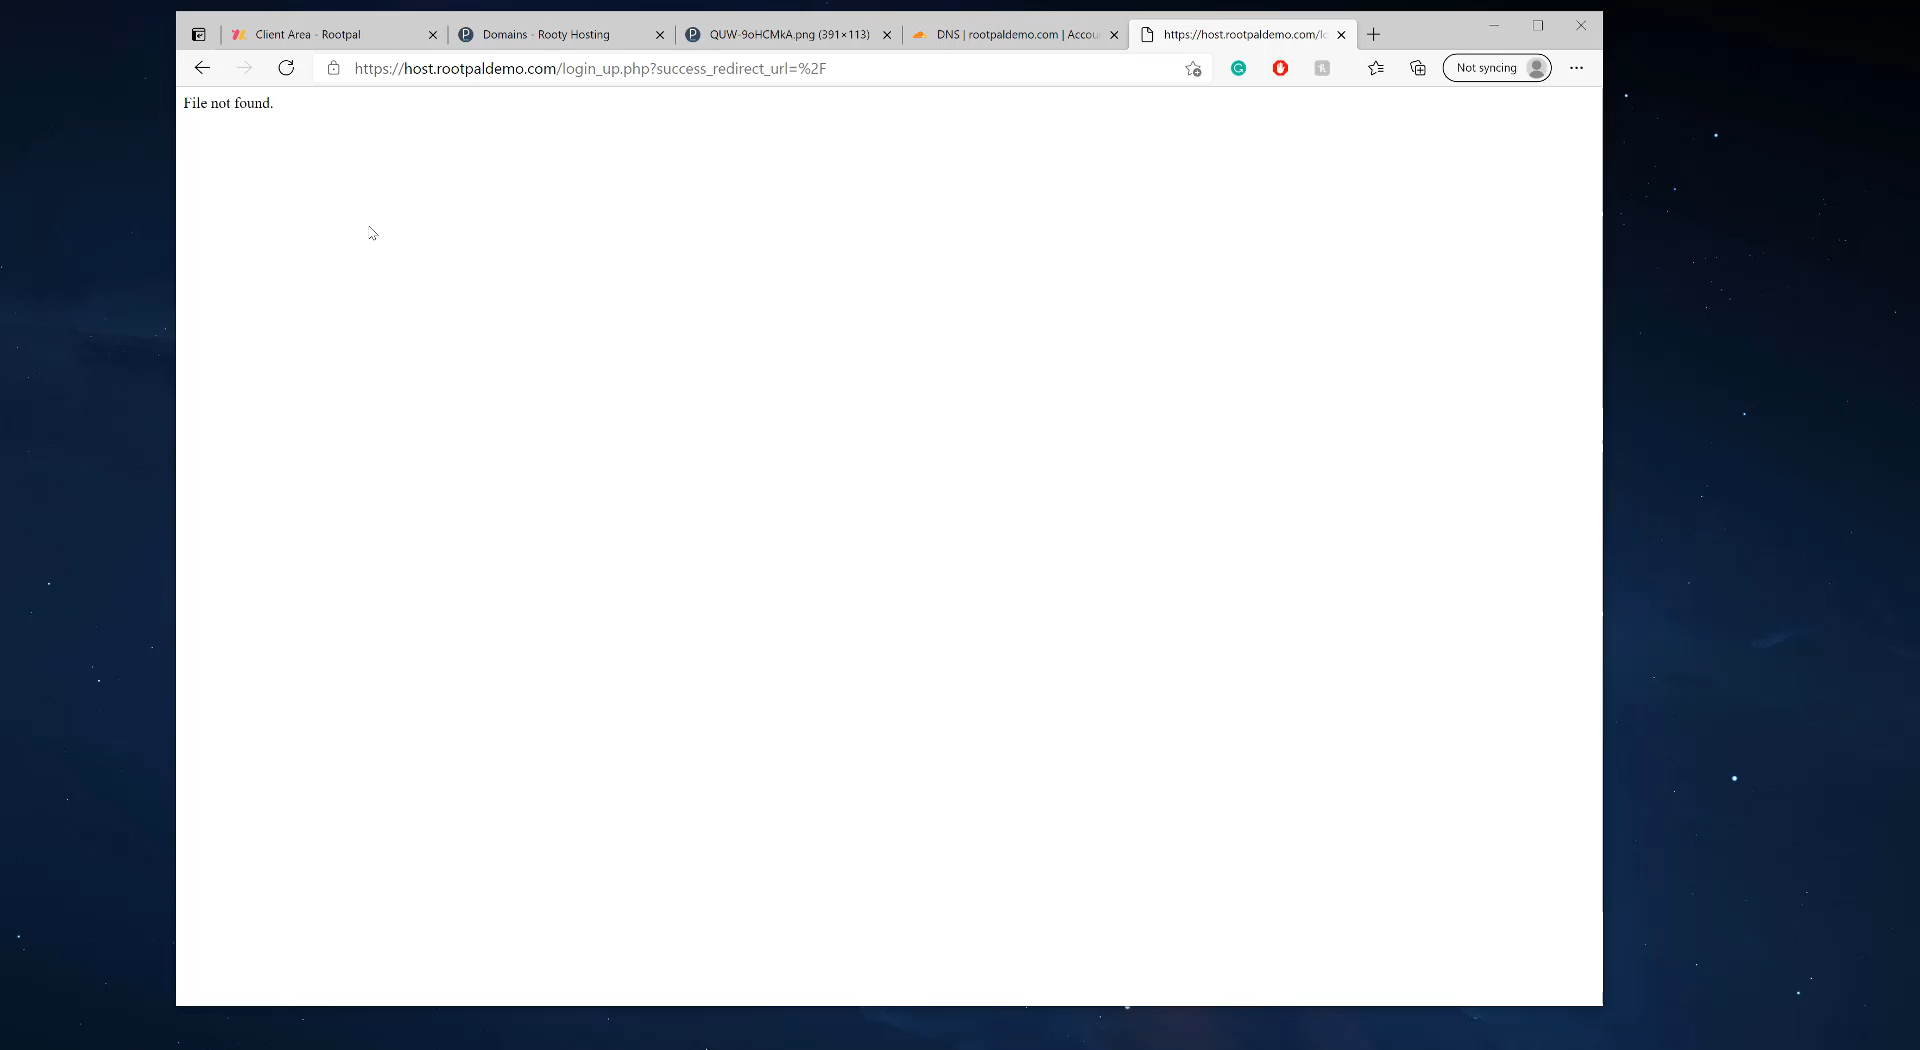 Client Area - Rootpal
Domains - Rooty Hosting
QUW-9oHCMkA.png (391×113)
DNS | rootpaldemo.com | Accou
https://host.rootpaldemo.com/lo
https://host.rootpaldemo.com/login_up.php?success_redirect_url=%2F
Not syncing
File not found.